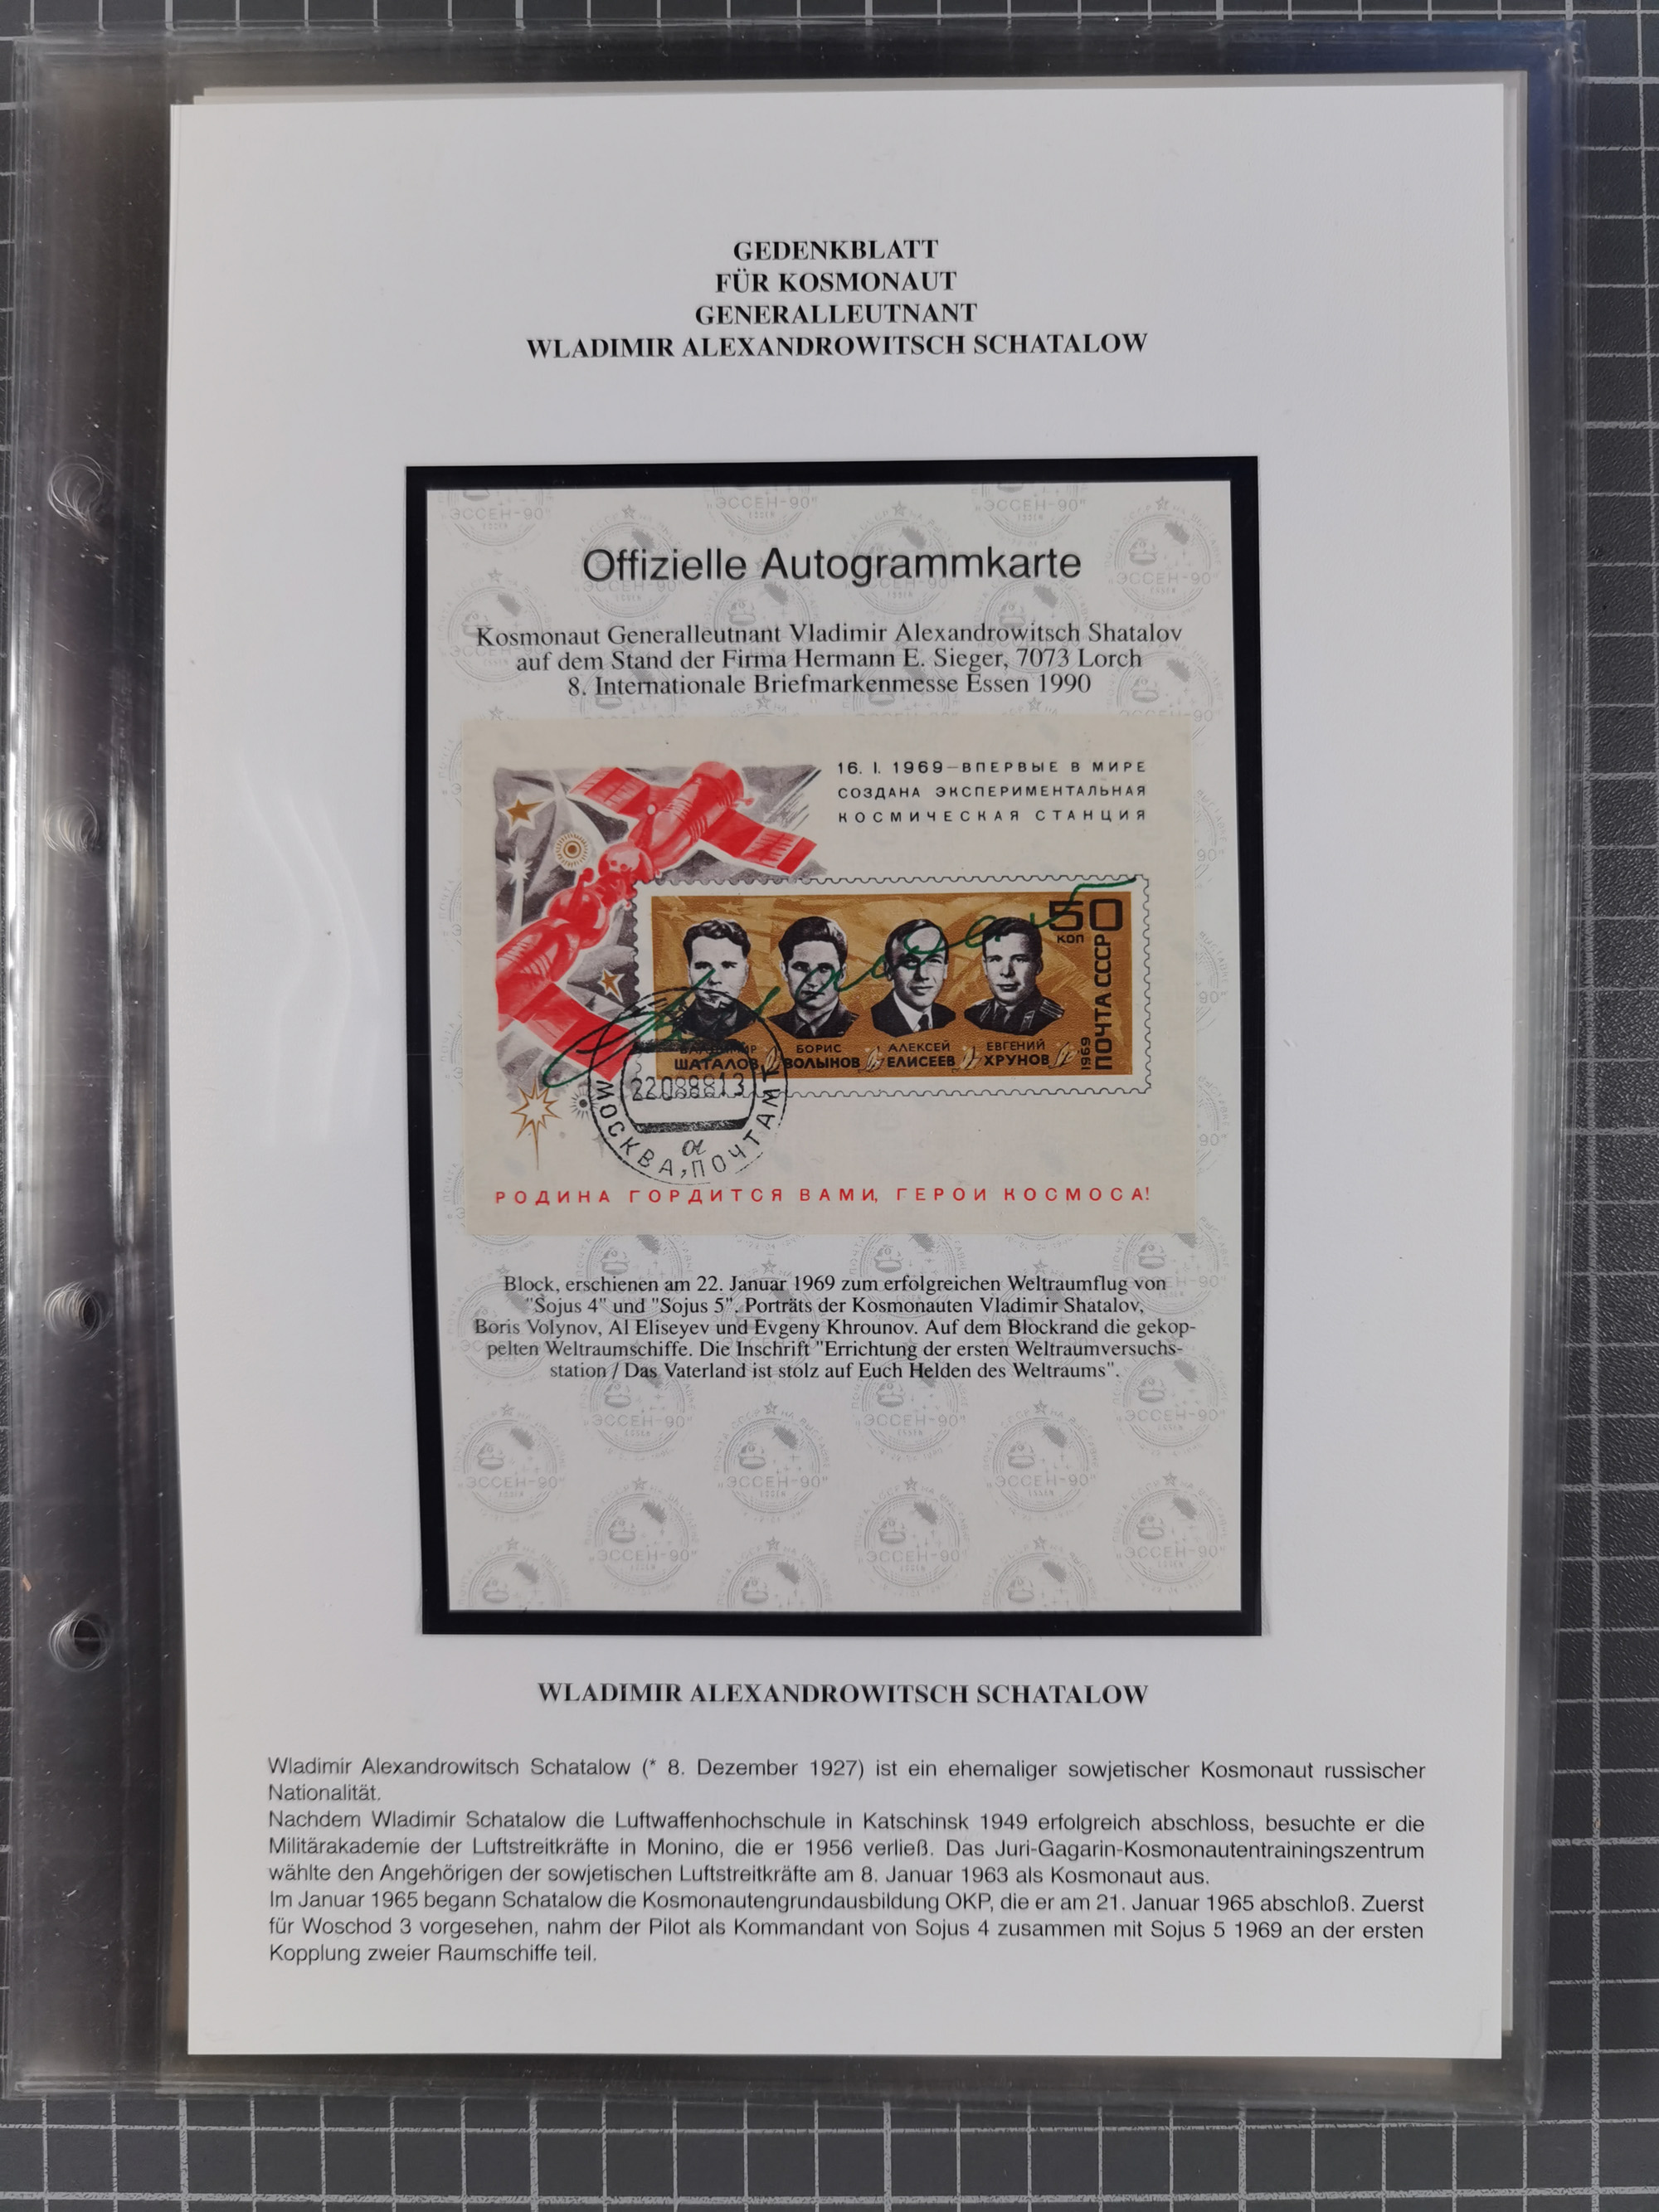 GEDENKBLATT
FÜR KOSMONAUT
GENERALLEUTNANT
WLADIMIR ALEXANDROWITSCH SCHATALOW
Offizielle Autogrammkarte
Kosmonaut Generalleutnant Vladimir Alexandrowitsch Shatalov
auf dem Stand der Firma Hermann E. Sieger, 7073 Lorch
8. Internationale Briefmarkenmesse Essen 1990
16. I. 1969—ВПЕРВЫЕ В МИРЕ
СОЗДАНА ЭКСПЕРИМЕНТАЛЬНАЯ
КОСМИЧЕСКАЯ СТАНЦИЯ
50
КОП
ПОЧТА СССР
1969
ВЛАДИМИР
ШАТАЛОВ
БОРИС
ВОЛЫНОВ
АЛЕКСЕЙ
ЕЛИСЕЕВ
ЕВГЕНИЙ
ХРУНОВ
МОСКВА, ПОЧТАМТ
РОДИНА ГОРДИТСЯ ВАМИ, ГЕРОИ КОСМОСА!
Block, erschienen am 22. Januar 1969 zum erfolgreichen Weltraumflug von
"Sojus 4" und "Sojus 5". Porträts der Kosmonauten Vladimir Shatalov,
Boris Volynov, Al Eliseyev und Evgeny Khrounov. Auf dem Blockrand die gekop-
pelten Weltraumschiffe. Die Inschrift "Errichtung der ersten Weltraumversuchs-
station / Das Vaterland ist stolz auf Euch Helden des Weltraums".
"ЭССЕН-90"
ESSEN
WLADIMIR ALEXANDROWITSCH SCHATALOW
Wladimir Alexandrowitsch Schatalow (* 8. Dezember 1927) ist ein ehemaliger sowjetischer Kosmonaut russischer
Nationalität.
Nachdem Wladimir Schatalow die Luftwaffenhochschule in Katschinsk 1949 erfolgreich abschloss, besuchte er die
Militärakademie der Luftstreitkräfte in Monino, die er 1956 verließ. Das Juri-Gagarin-Kosmonautentrainingszentrum
wählte den Angehörigen der sowjetischen Luftstreitkräfte am 8. Januar 1963 als Kosmonaut aus.
Im Januar 1965 begann Schatalow die Kosmonautengrundausbildung OKP, die er am 21. Januar 1965 abschloß. Zuerst
für Woschod 3 vorgesehen, nahm der Pilot als Kommandant von Sojus 4 zusammen mit Sojus 5 1969 an der ersten
Kopplung zweier Raumschiffe teil.